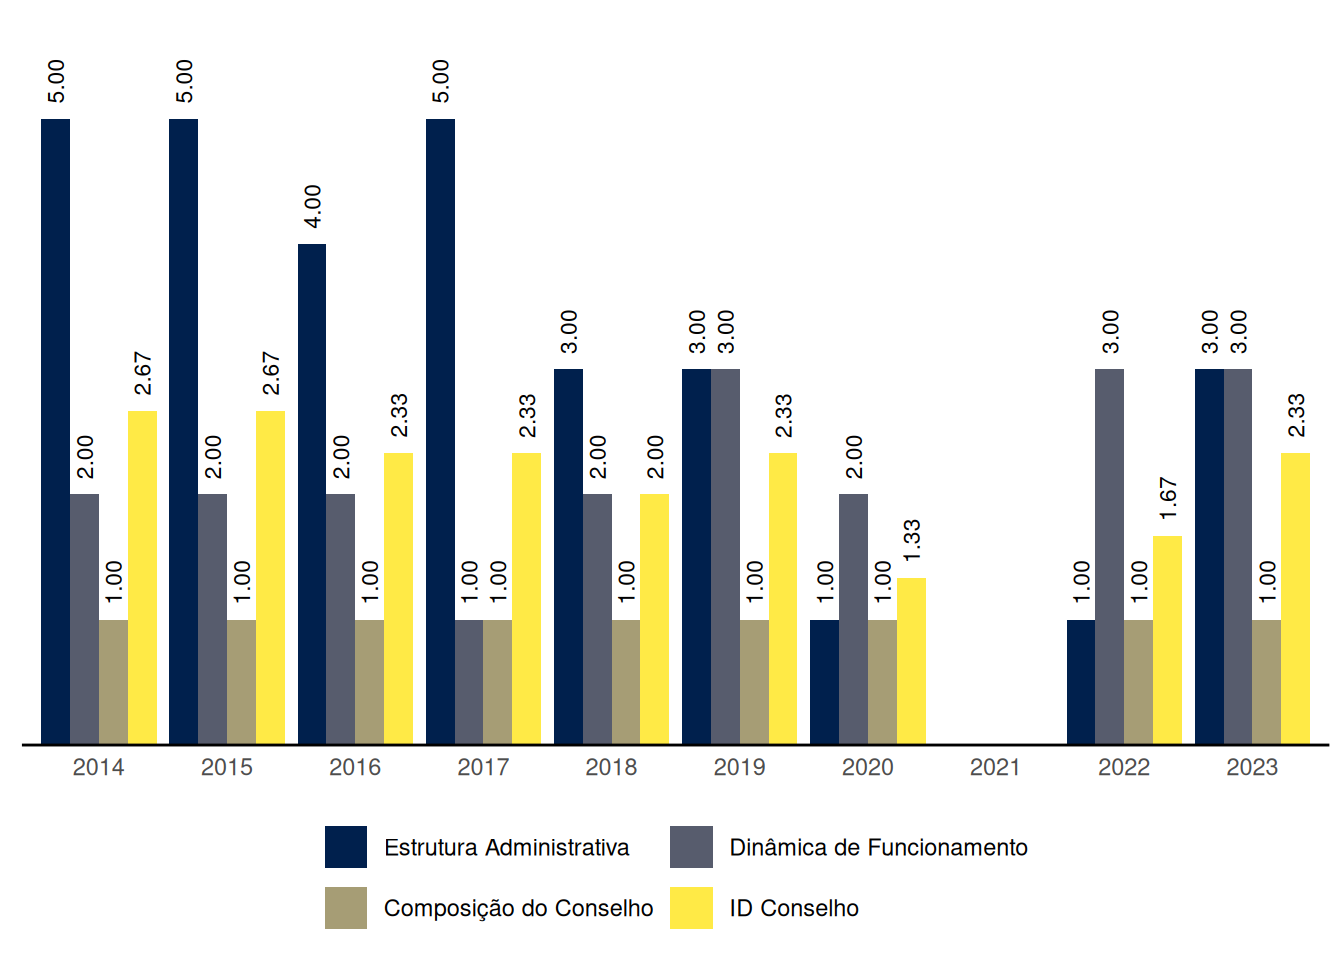 5.00 2.00 1.00 2.67 5.00 2.00 1.00 2.67 4.00 2.00 1.00 2.33 5.00 1.00 1.00 2.33 3.00 2.00 1.00 2.00 3.00 3.00 1.00 2.33 1.00 2.00 1.00 1.33 1.00 3.00 1.00 1.67 3.00 3.00 1.00 2.33
2014 2015 2016 2017 2018 2019 2020 2021 2022 2023
Estrutura Administrativa Dinâmica de Funcionamento
Composição do Conselho ID Conselho